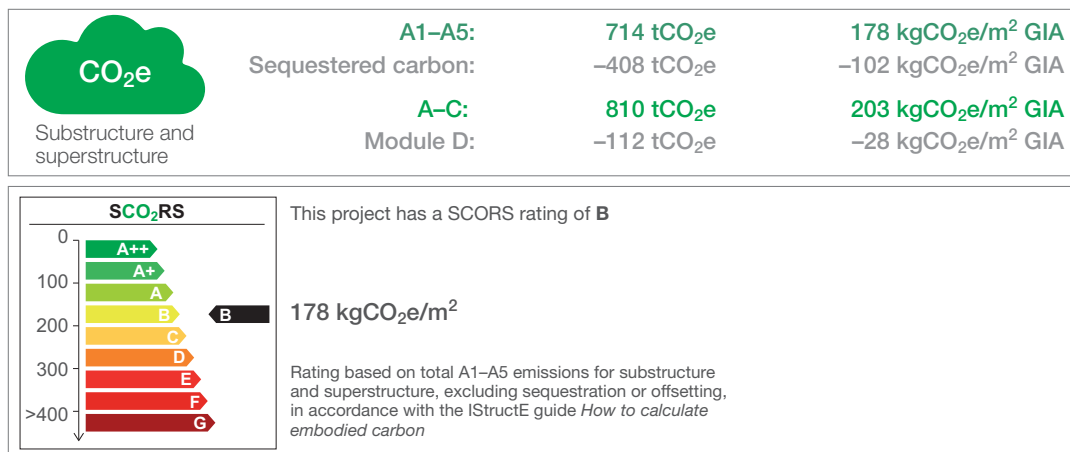 CO₂e
Substructure and
superstructure
A1–A5: 714 tCO₂e 178 kgCO₂e/m² GIA
Sequestered carbon: –408 tCO₂e –102 kgCO₂e/m² GIA
A–C: 810 tCO₂e 203 kgCO₂e/m² GIA
Module D: –112 tCO₂e –28 kgCO₂e/m² GIA
SCO₂RS
0
A++
A+
100
A
B B
200
C
D
300
E
F
>400
G
This project has a SCORS rating of B
178 kgCO₂e/m²
Rating based on total A1–A5 emissions for substructure
and superstructure, excluding sequestration or offsetting,
in accordance with the IStructE guide How to calculate
embodied carbon